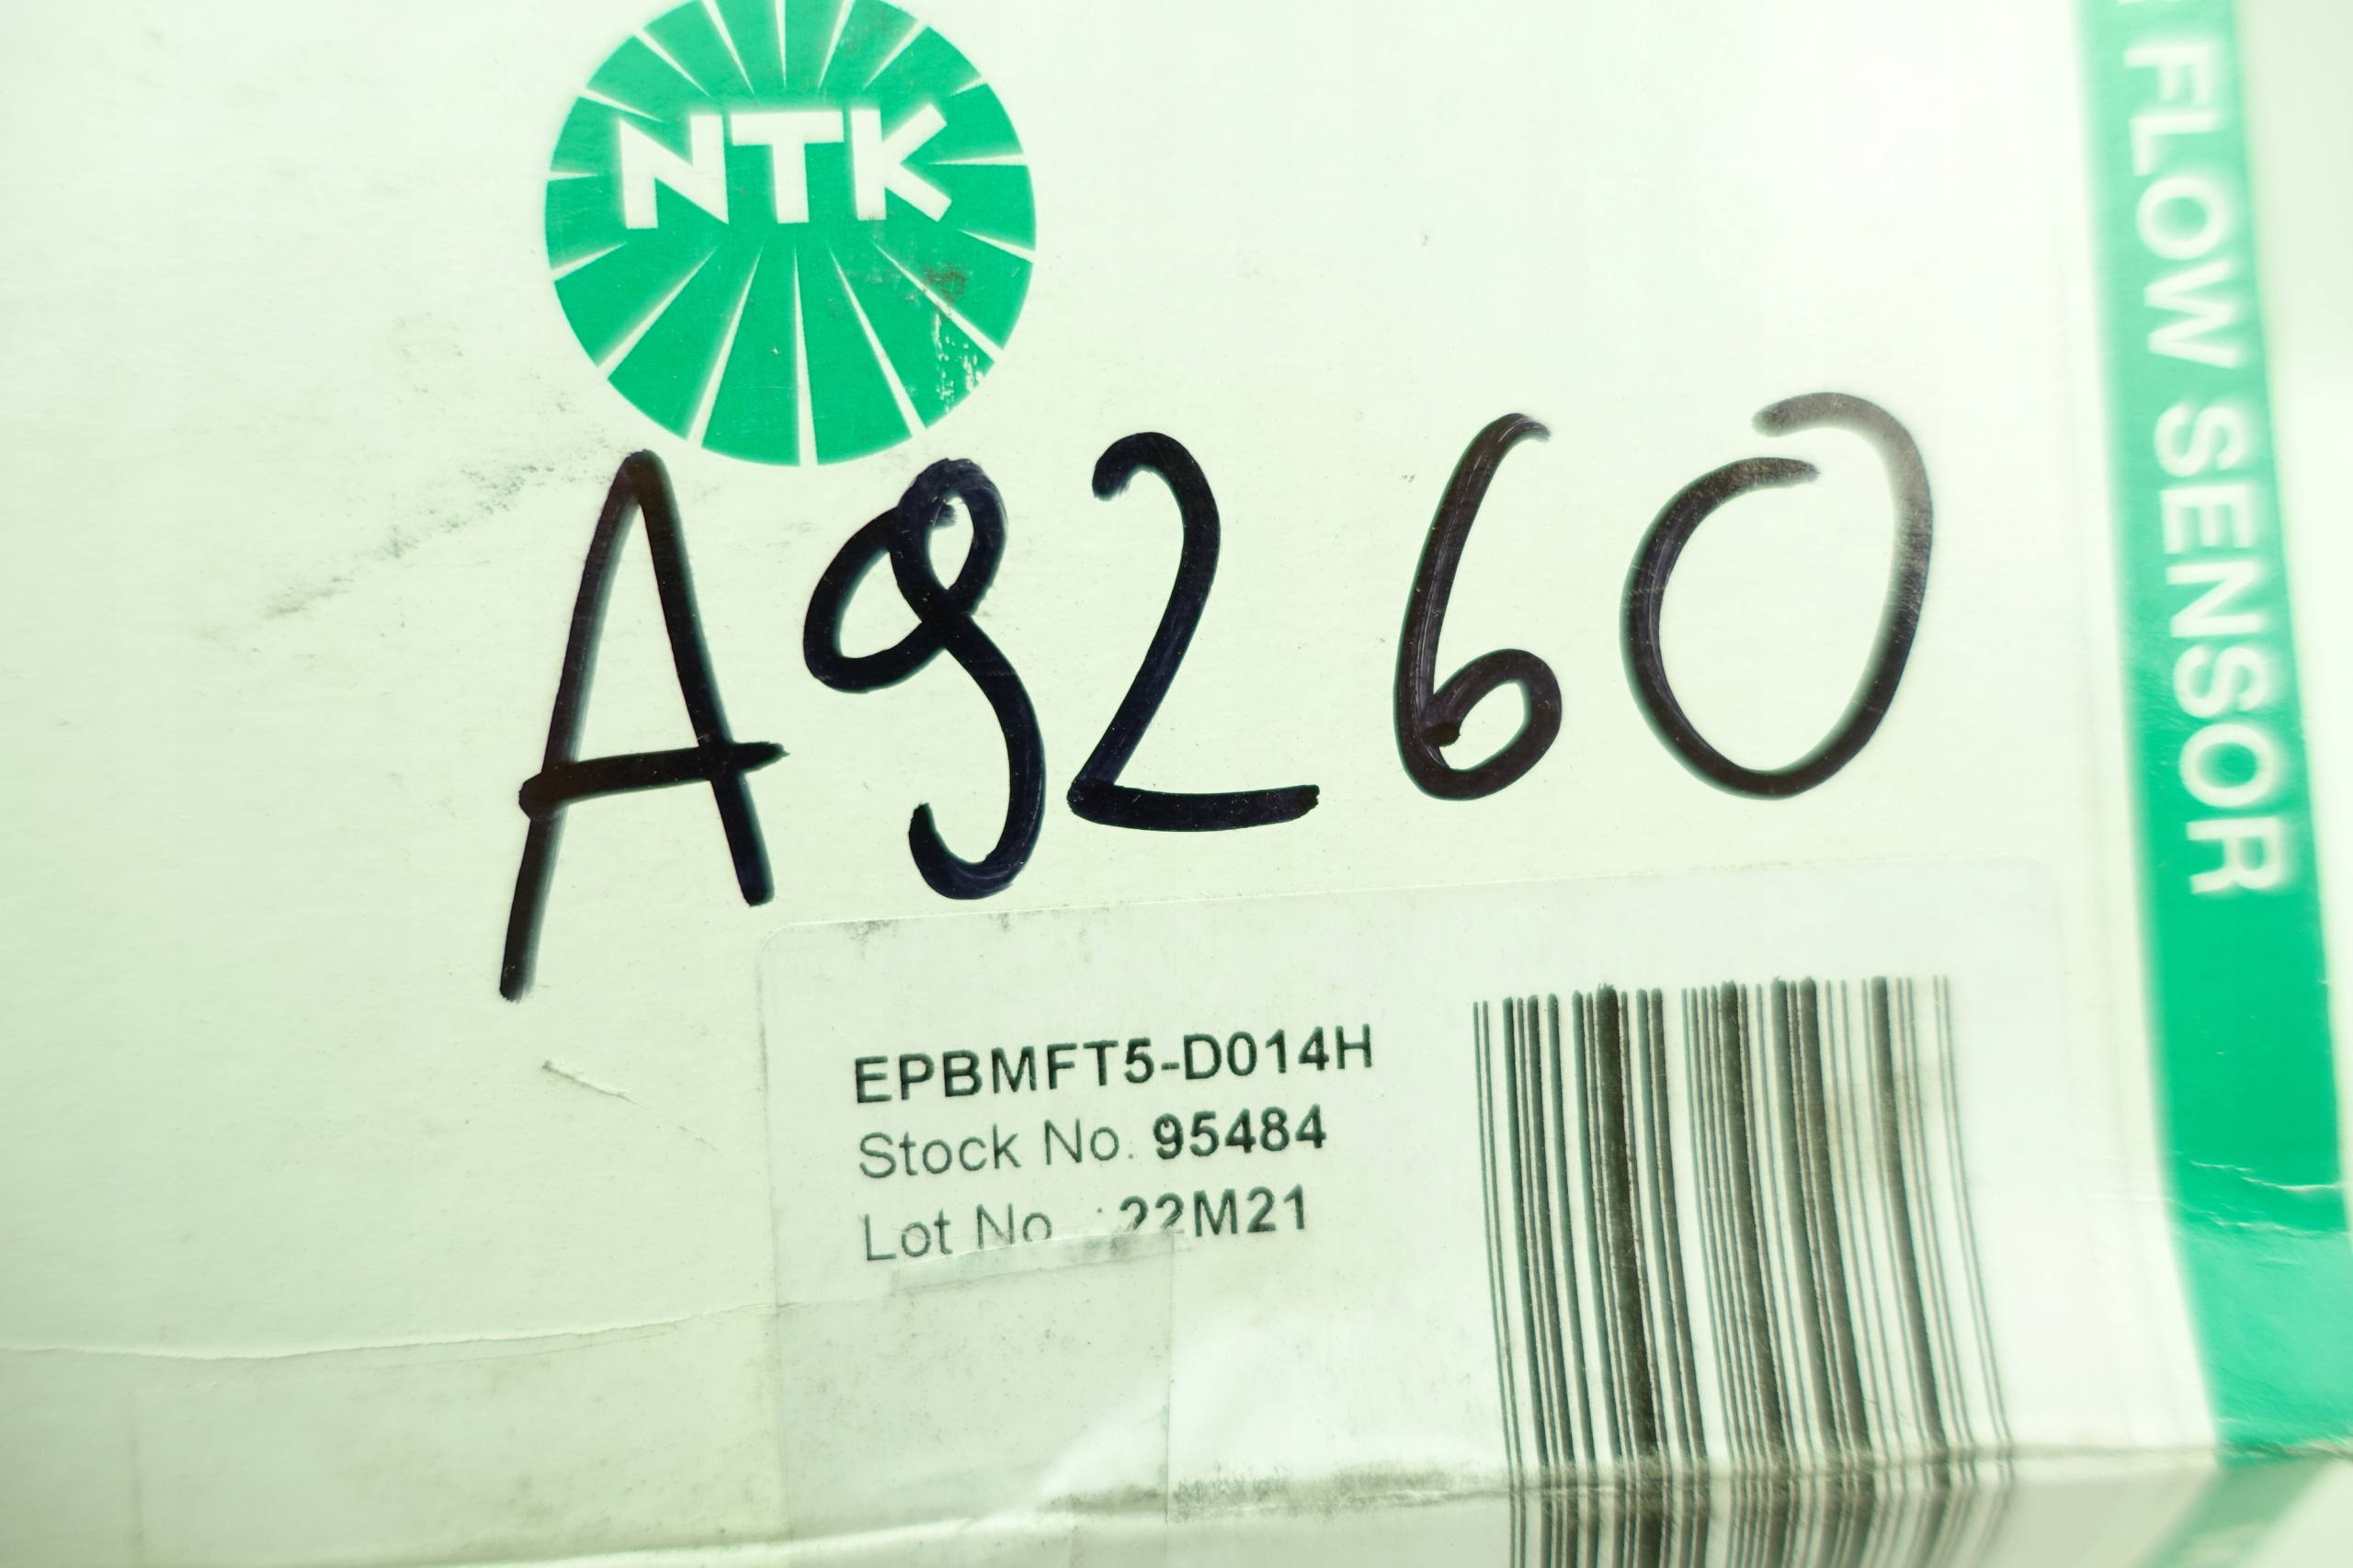 NTK
A9260
EPBMFT5-D014H
Stock No. 95484
Lot No. : 22M21
FLOW SENSOR